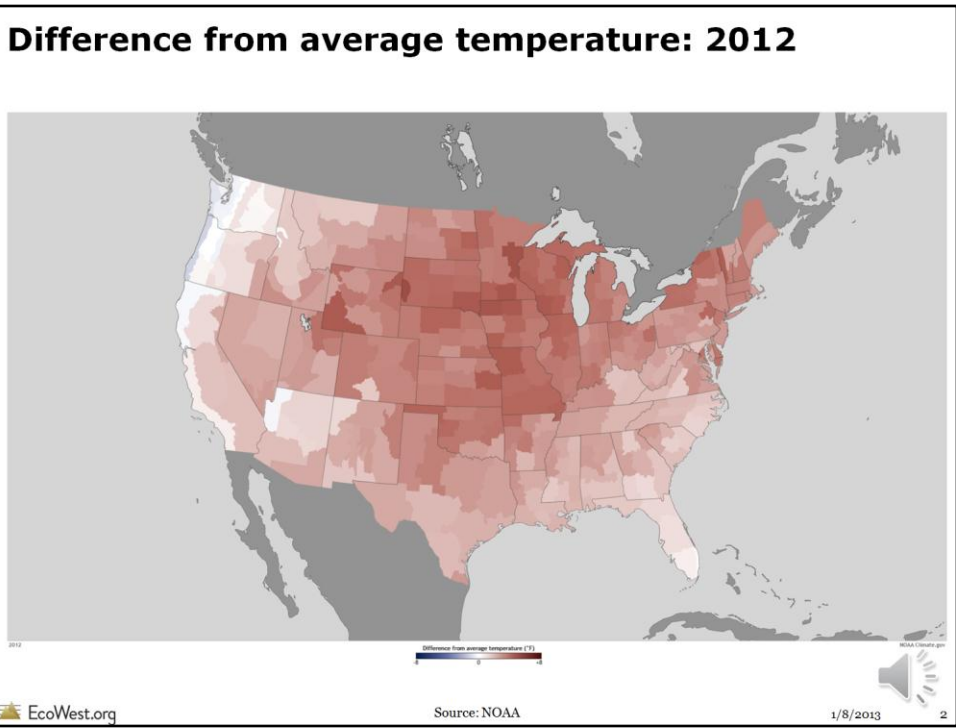 Difference from average temperature: 2012
2012
Difference from average temperature (°F)
-8 0 +8
NOAA Climate.gov
EcoWest.org
Source: NOAA
1/8/2013
2